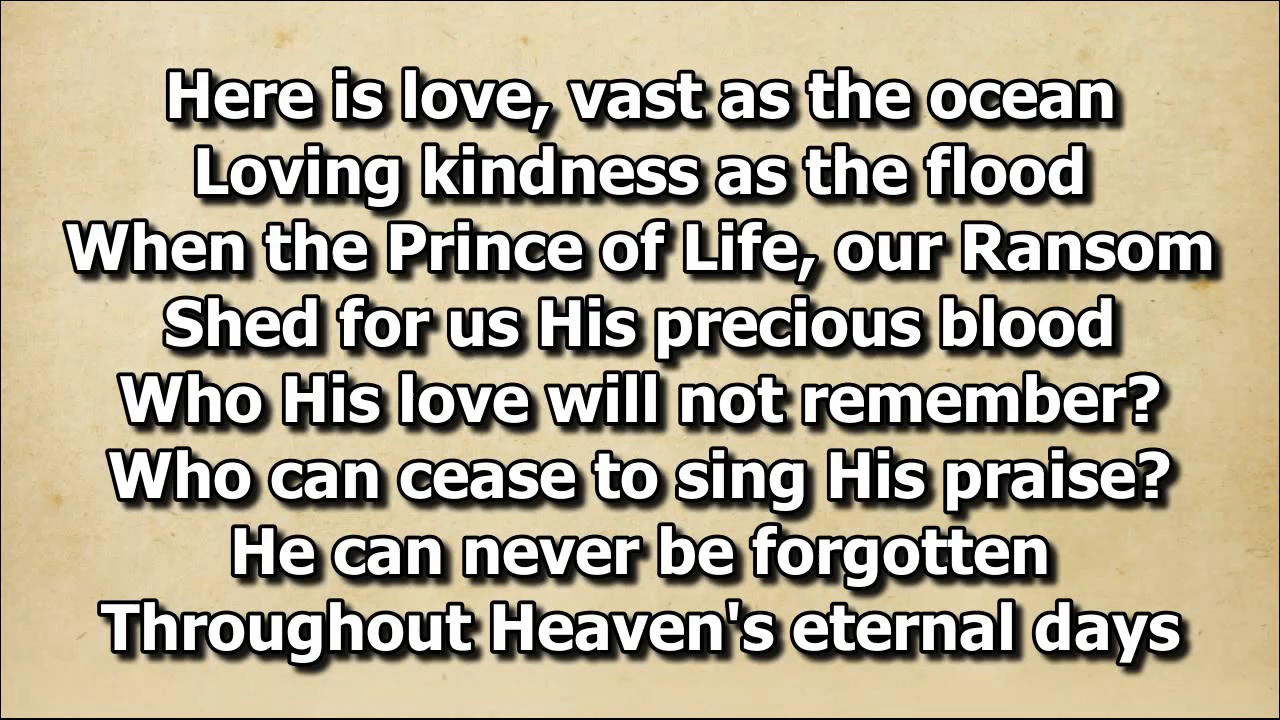 Here is love, vast as the ocean
Loving kindness as the flood
When the Prince of Life, our Ransom
Shed for us His precious blood
Who His love will not remember?
Who can cease to sing His praise?
He can never be forgotten
Throughout Heaven's eternal days